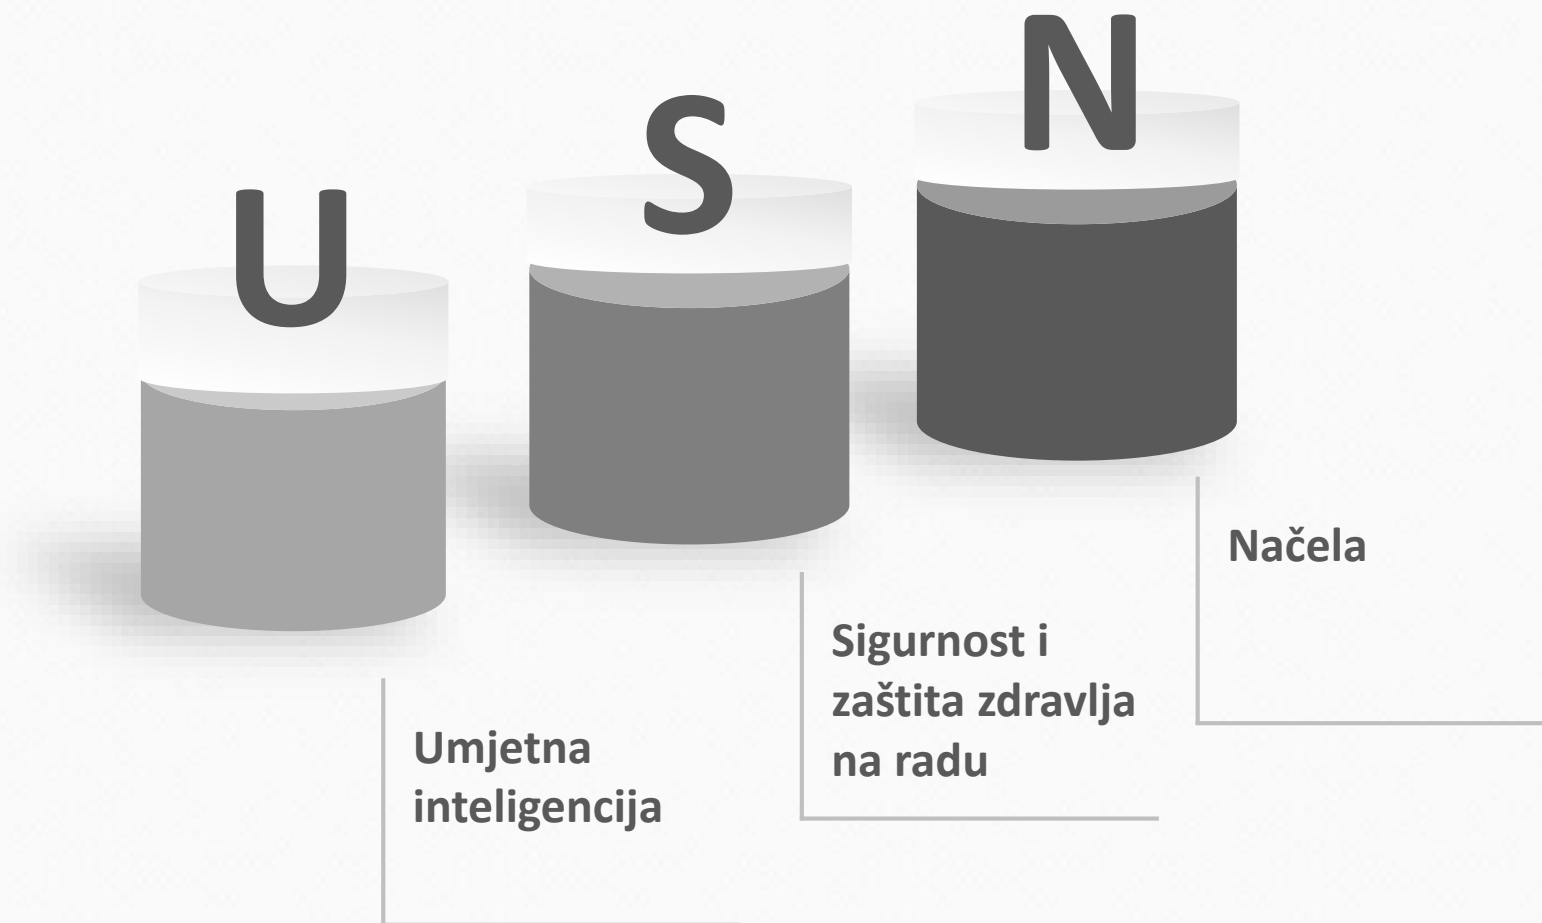 U
S
N
Umjetna
inteligencija
Sigurnost i
zaštita zdravlja
na radu
Načela